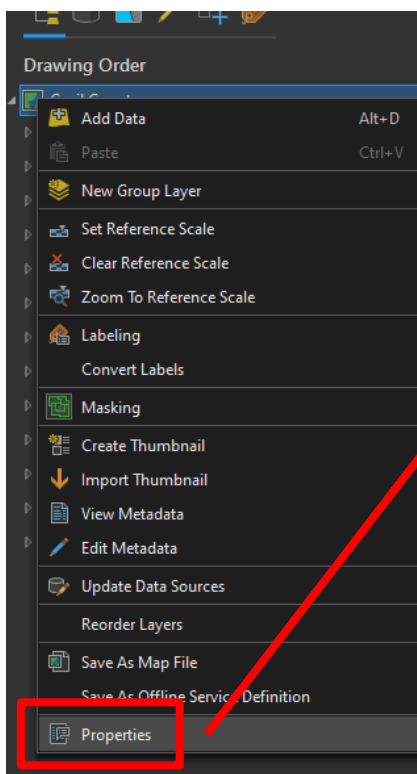 Drawing Order
Add Data Alt+D
Paste Ctrl+V
New Group Layer
Set Reference Scale
Clear Reference Scale
Zoom To Reference Scale
Labeling
Convert Labels
Masking
Create Thumbnail
Import Thumbnail
View Metadata
Edit Metadata
Update Data Sources
Reorder Layers
Save As Map File
Save As Offline Service Definition
Properties